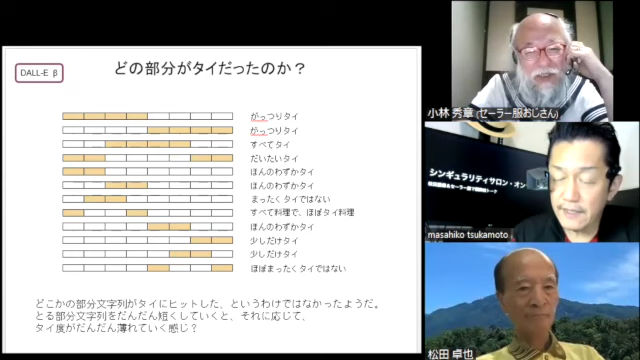 DALL-E β
どの部分がタイだったのか？
がっつりタイ
がっつりタイ
すべてタイ
だいたいタイ
ほんのわずかタイ
ほんのわずかタイ
まったくタイではない
すべて料理で、ほぼタイ料理
ほんのわずかタイ
少しだけタイ
少しだけタイ
ほぼまったくタイではない
どこかの部分文字列がタイにヒットした、というわけではなかったようだ。
とる部分文字列をだんだん短くしていくと、それに応じて、
タイ度がだんだん薄れていく感じ？
小林 秀章 (セーラー服おじさん)
シンギュラリティサロン・オン
masahiko tsukamoto
松田 卓也